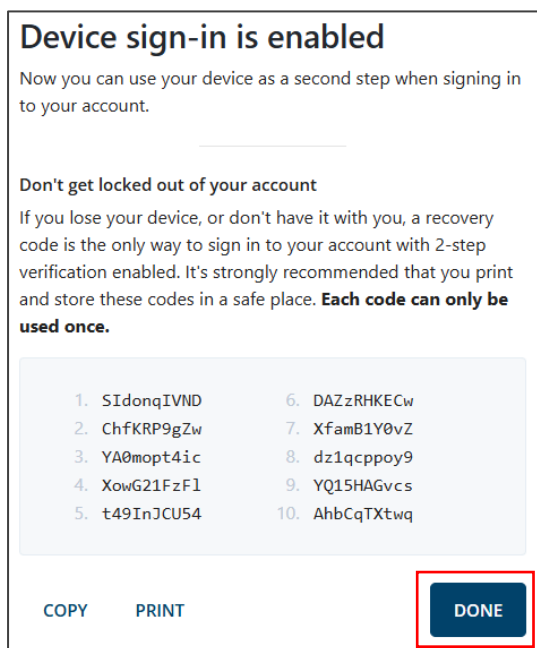 Device sign-in is enabled
Now you can use your device as a second step when signing in
to your account.
Don't get locked out of your account
If you lose your device, or don't have it with you, a recovery
code is the only way to sign in to your account with 2-step
verification enabled. It's strongly recommended that you print
and store these codes in a safe place. Each code can only be
used once.
1. SIdonqIVND
2. ChfKRP9gZw
3. YA0mopt4ic
4. XowG21FzFl
5. t49InJCU54
6. DAZzRHKECw
7. XfamB1Y0vZ
8. dz1qcppoy9
9. YQ15HAGvcs
10. AhbCqTXtwq
COPY PRINT DONE